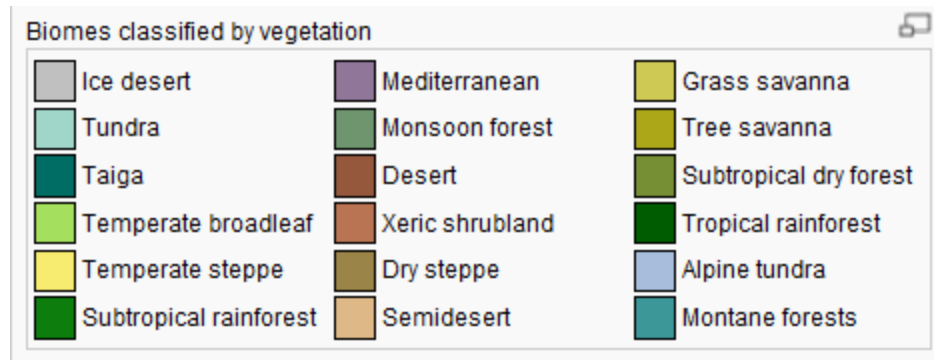 Biomes classified by vegetation
Ice desert
Tundra
Taiga
Temperate broadleaf
Temperate steppe
Subtropical rainforest
Mediterranean
Monsoon forest
Desert
Xeric shrubland
Dry steppe
Semidesert
Grass savanna
Tree savanna
Subtropical dry forest
Tropical rainforest
Alpine tundra
Montane forests